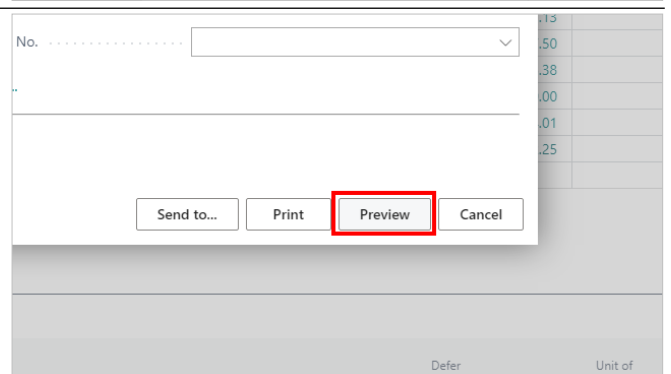 .13
No. . . . . . . . . . . . . . . . . .
.50
.38
..
.00
.01
.25
Send to... Print Preview Cancel
Defer Unit of